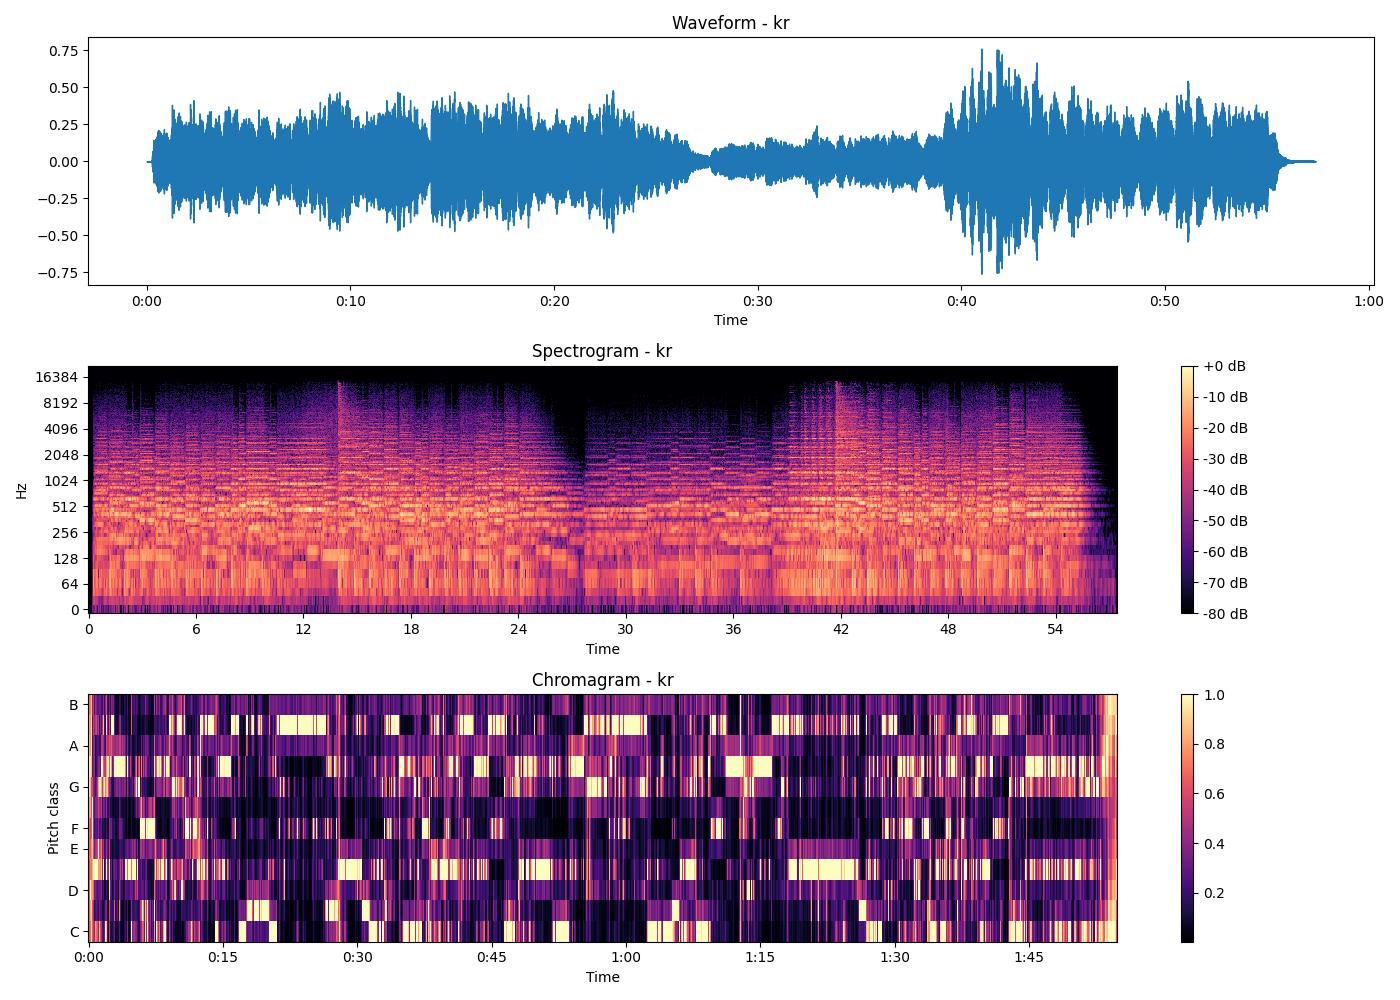 Waveform - kr
0.75
0.50
0.25
0.00
−0.25
−0.50
−0.75
0:00 0:10 0:20 0:30 0:40 0:50 1:00
Time
Spectrogram - kr
Hz
16384
8192
4096
2048
1024
512
256
128
64
0
0 6 12 18 24 30 36 42 48 54
Time
+0 dB
-10 dB
-20 dB
-30 dB
-40 dB
-50 dB
-60 dB
-70 dB
-80 dB
Chromagram - kr
Pitch class
B
A
G
F
E
D
C
0:00 0:15 0:30 0:45 1:00 1:15 1:30 1:45
Time
1.0
0.8
0.6
0.4
0.2